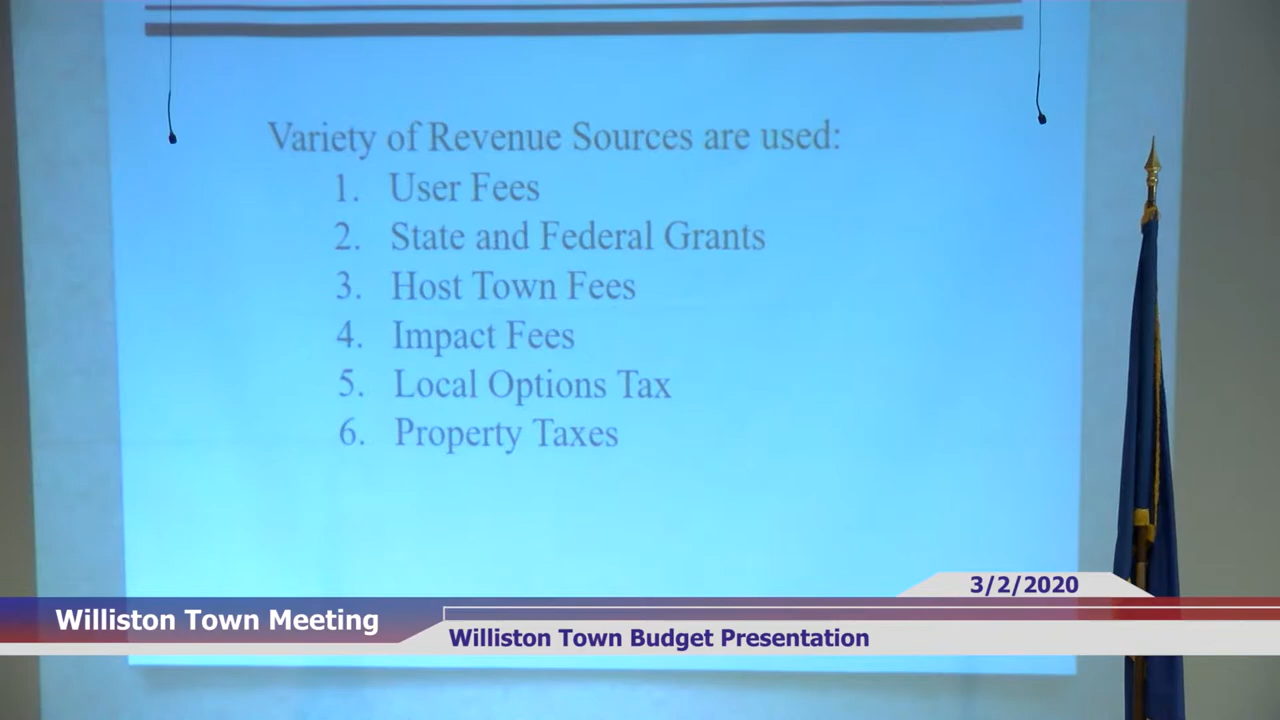 Variety of Revenue Sources are used:
1. User Fees
2. State and Federal Grants
3. Host Town Fees
4. Impact Fees
5. Local Options Tax
6. Property Taxes
3/2/2020
Williston Town Meeting
Williston Town Budget Presentation